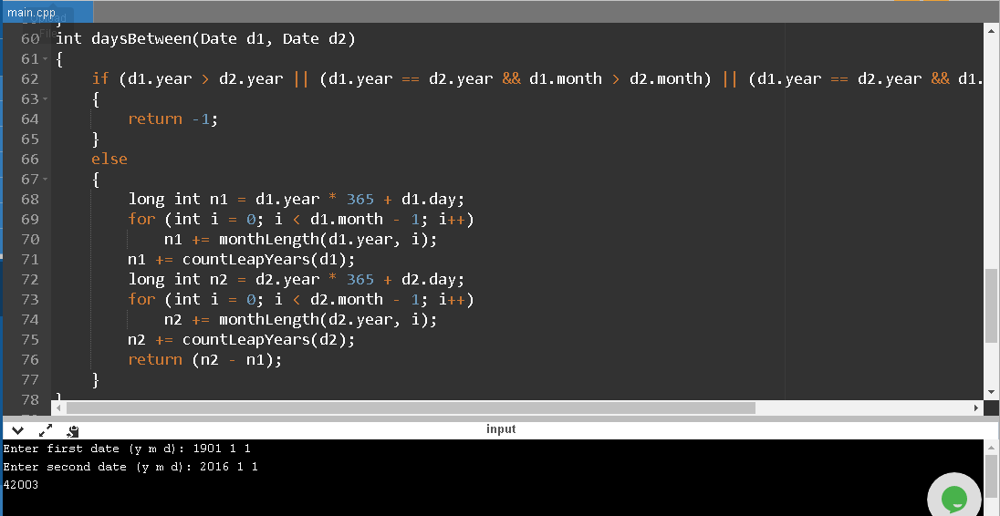 main.cpp
60 int daysBetween(Date d1, Date d2)
61 {
62 if (d1.year > d2.year || (d1.year == d2.year && d1.month > d2.month) || (d1.year == d2.year && d1.
63 {
64 return -1;
65 }
66 else
67 {
68 long int n1 = d1.year * 365 + d1.day;
69 for (int i = 0; i < d1.month - 1; i++)
70 n1 += monthLength(d1.year, i);
71 n1 += countLeapYears(d1);
72 long int n2 = d2.year * 365 + d2.day;
73 for (int i = 0; i < d2.month - 1; i++)
74 n2 += monthLength(d2.year, i);
75 n2 += countLeapYears(d2);
76 return (n2 - n1);
77 }
78 }
input
Enter first date (y m d): 1901 1 1
Enter second date (y m d): 2016 1 1
42003